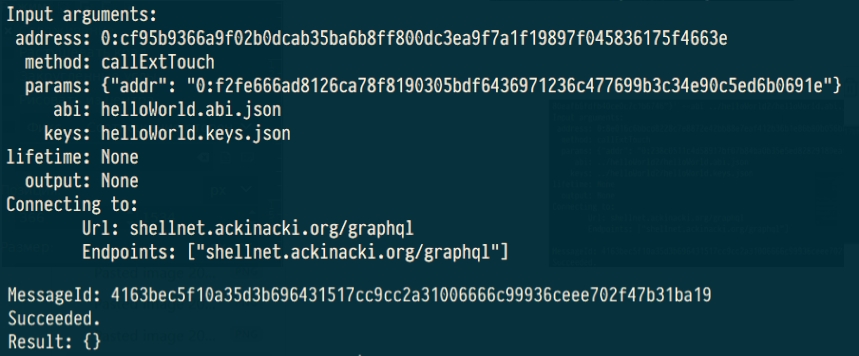 Input arguments:
address: 0:cf95b9366a9f02b0dcab35ba6b8ff800dc3ea9f7a1f19897f045836175f4663e
method: callExtTouch
params: {"addr": "0:f2fe666ad8126ca78f8190305bdf6436971236c477699b3c34e90c5ed6b0691e"}
abi: helloWorld.abi.json
keys: helloWorld.keys.json
lifetime: None
output: None
Connecting to:
Url: shellnet.ackinacki.org/graphql
Endpoints: ["shellnet.ackinacki.org/graphql"]
MessageId: 4163bec5f10a35d3b696431517cc9cc2a31006666c99936ceee702f47b31ba19
Succeeded.
Result: {}